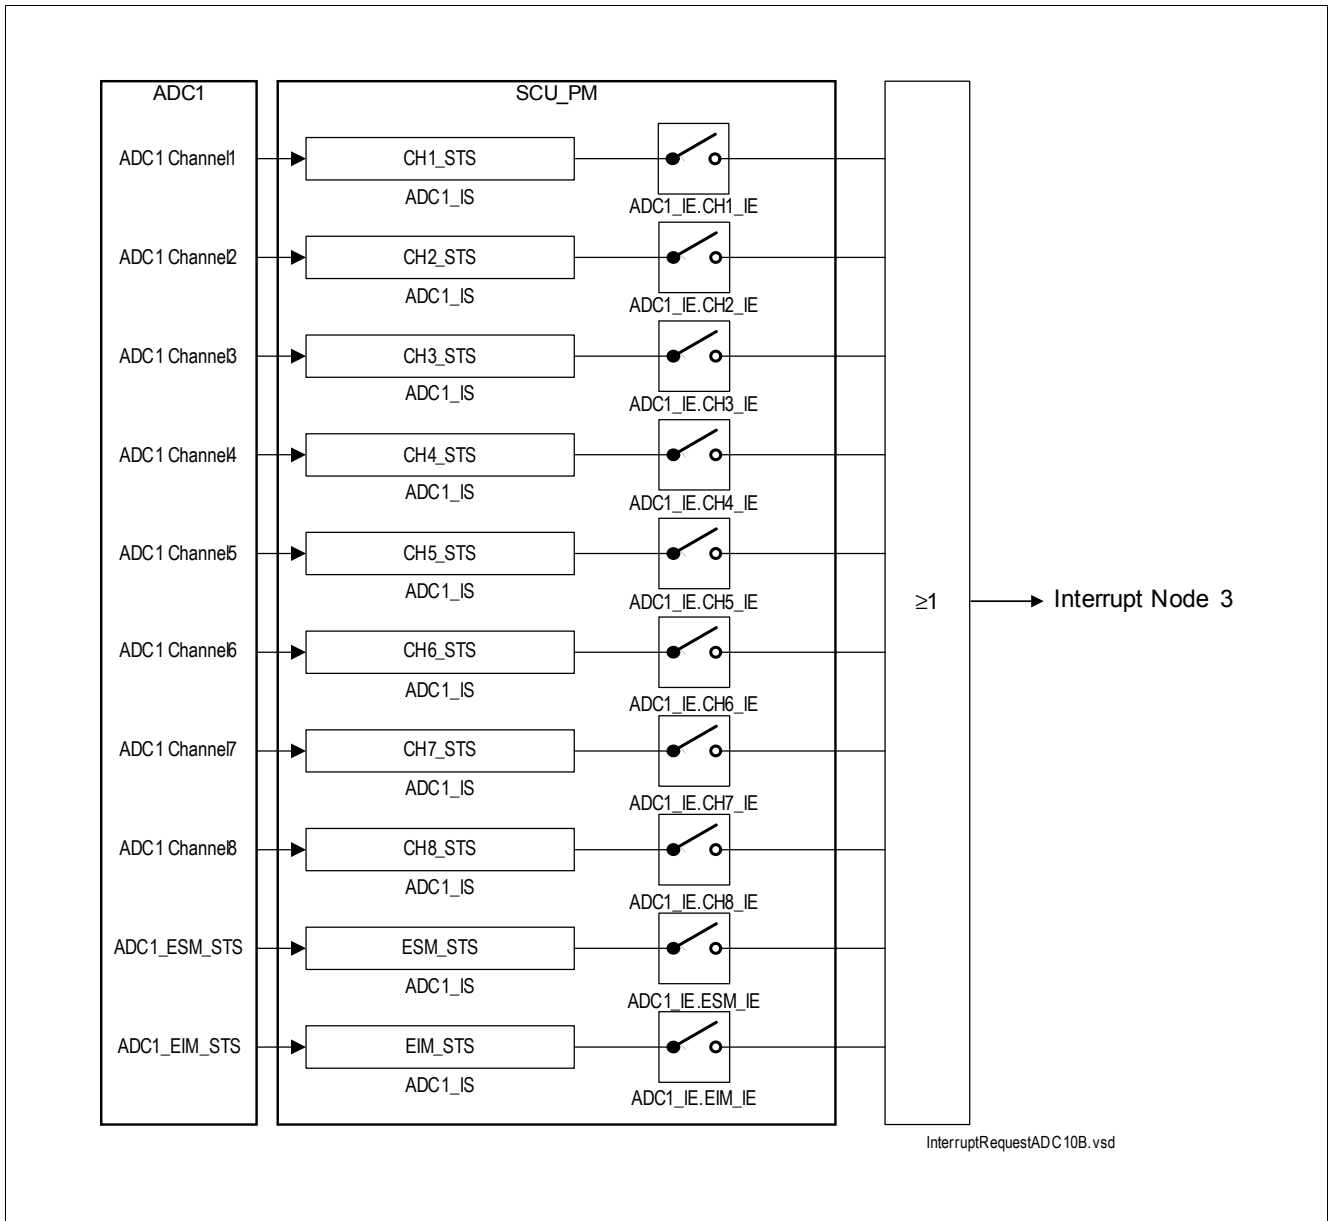 ADC1 SCU_PM
ADC1 Channel1 CH1_STS
ADC1_IS ADC1_IE.CH1_IE
ADC1 Channel2 CH2_STS
ADC1_IS ADC1_IE.CH2_IE
ADC1 Channel3 CH3_STS
ADC1_IS ADC1_IE.CH3_IE
ADC1 Channel4 CH4_STS
ADC1_IS ADC1_IE.CH4_IE
ADC1 Channel5 CH5_STS
ADC1_IS ADC1_IE.CH5_IE
≥1 Interrupt Node 3
ADC1 Channel6 CH6_STS
ADC1_IS ADC1_IE.CH6_IE
ADC1 Channel7 CH7_STS
ADC1_IS ADC1_IE.CH7_IE
ADC1 Channel8 CH8_STS
ADC1_IS ADC1_IE.CH8_IE
ADC1_ESM_STS ESM_STS
ADC1_IS ADC1_IE.ESM_IE
ADC1_EIM_STS EIM_STS
ADC1_IS ADC1_IE.EIM_IE
InterruptRequestADC10B.vsd